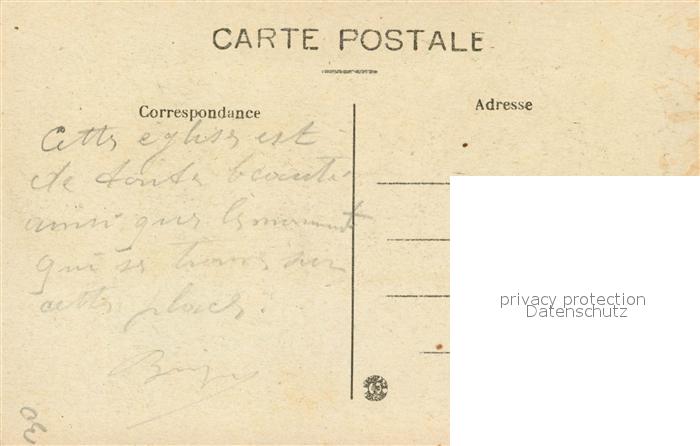 CARTE POSTALE
Correspondance
Adresse
Cette église est
de toute beauté
ainsi que le monument
qui se trouve sur
cette place.
privacy protection
Datenschutz
30